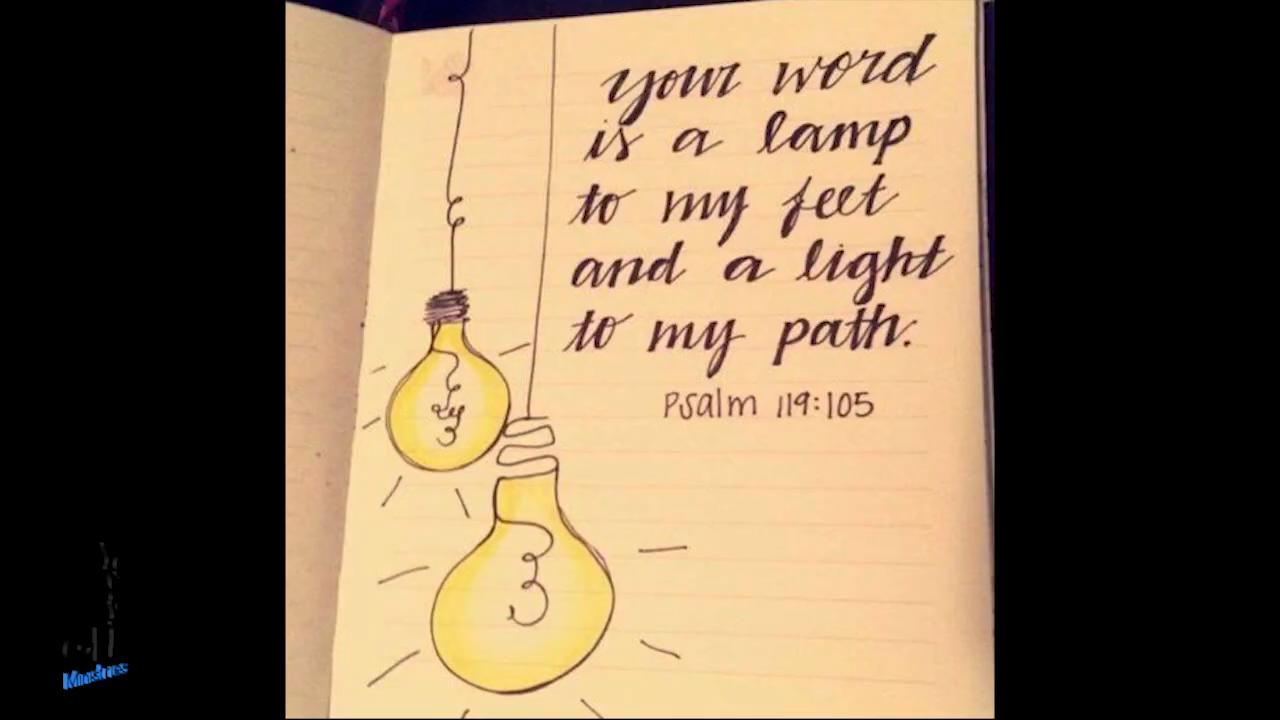 your word
is a lamp
to my feet
and a light
to my path.
Psalm 119:105
Ministries